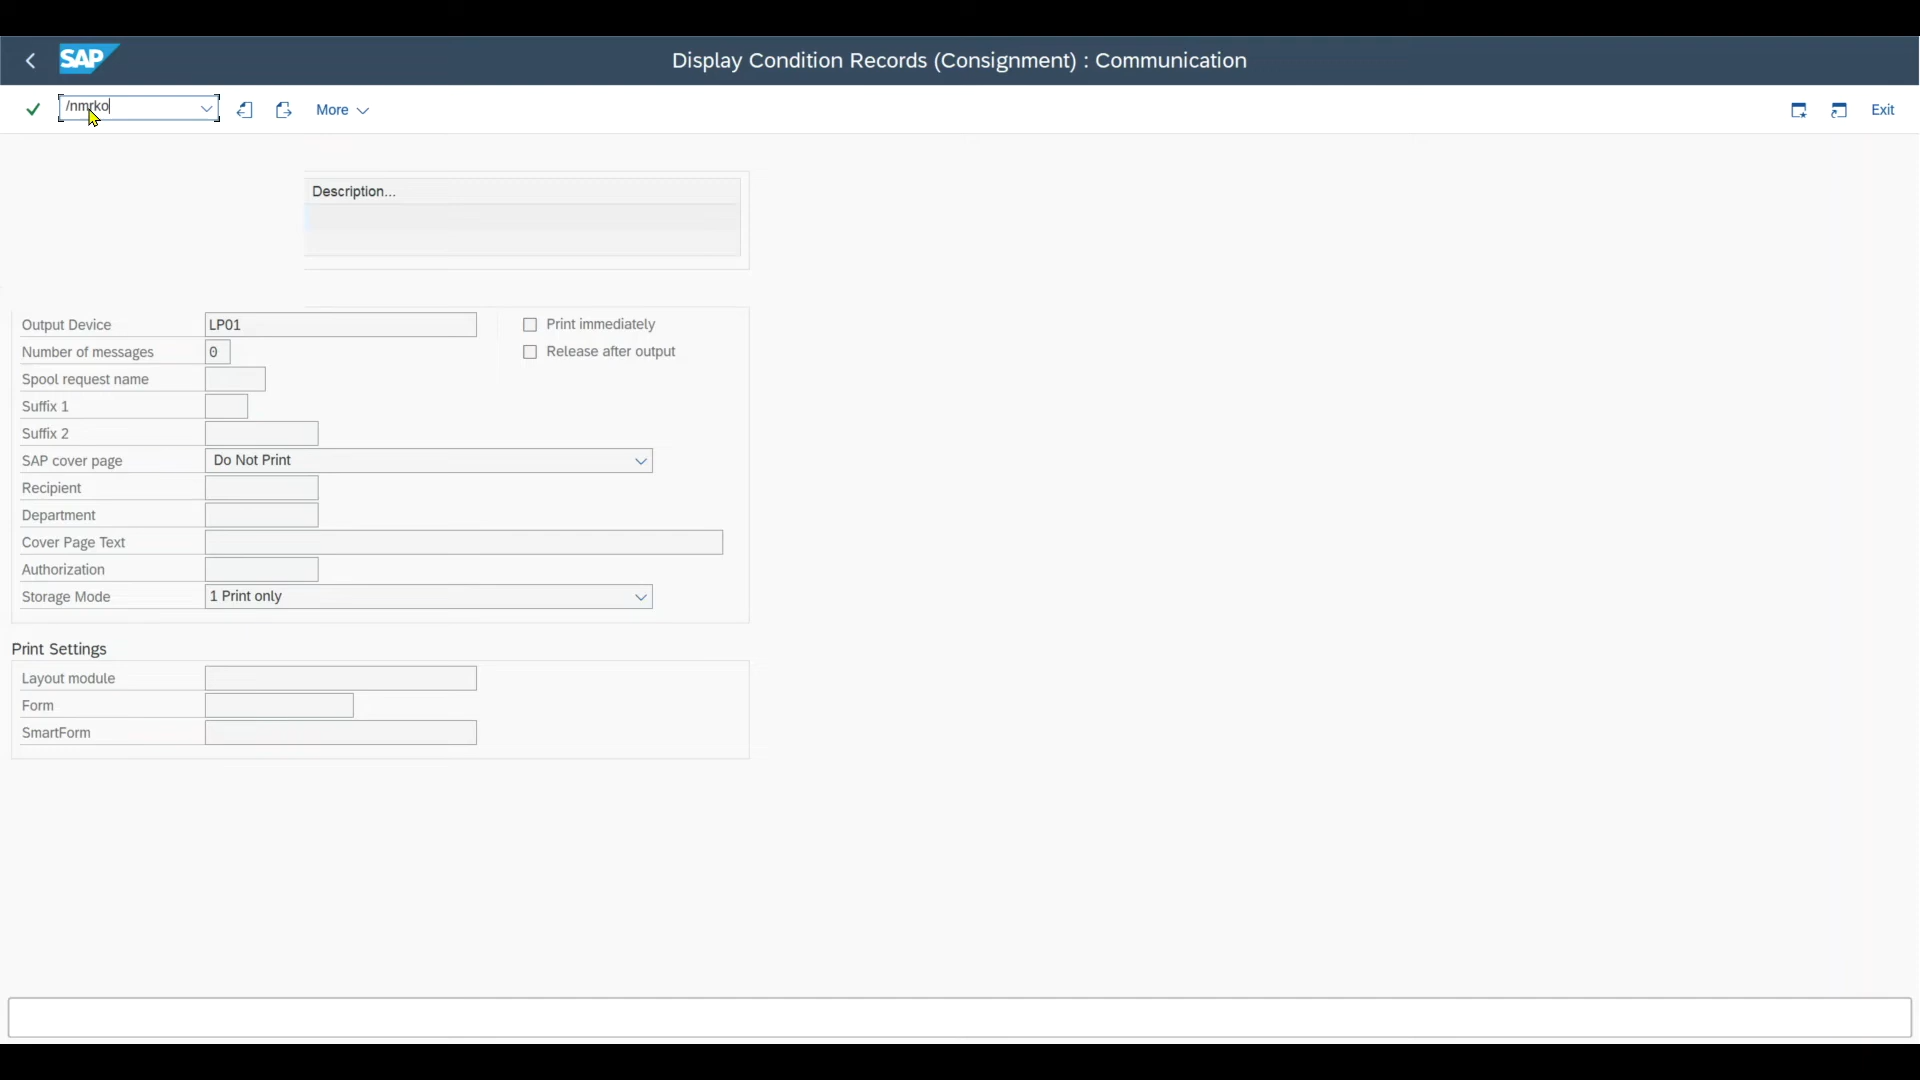 SAP
Display Condition Records (Consignment) : Communication
/nmrko
More
Exit
Description...
Output Device LP01
Print immediately
Number of messages 0
Release after output
Spool request name
Suffix 1
Suffix 2
SAP cover page Do Not Print
Recipient
Department
Cover Page Text
Authorization
Storage Mode 1 Print only
Print Settings
Layout module
Form
SmartForm